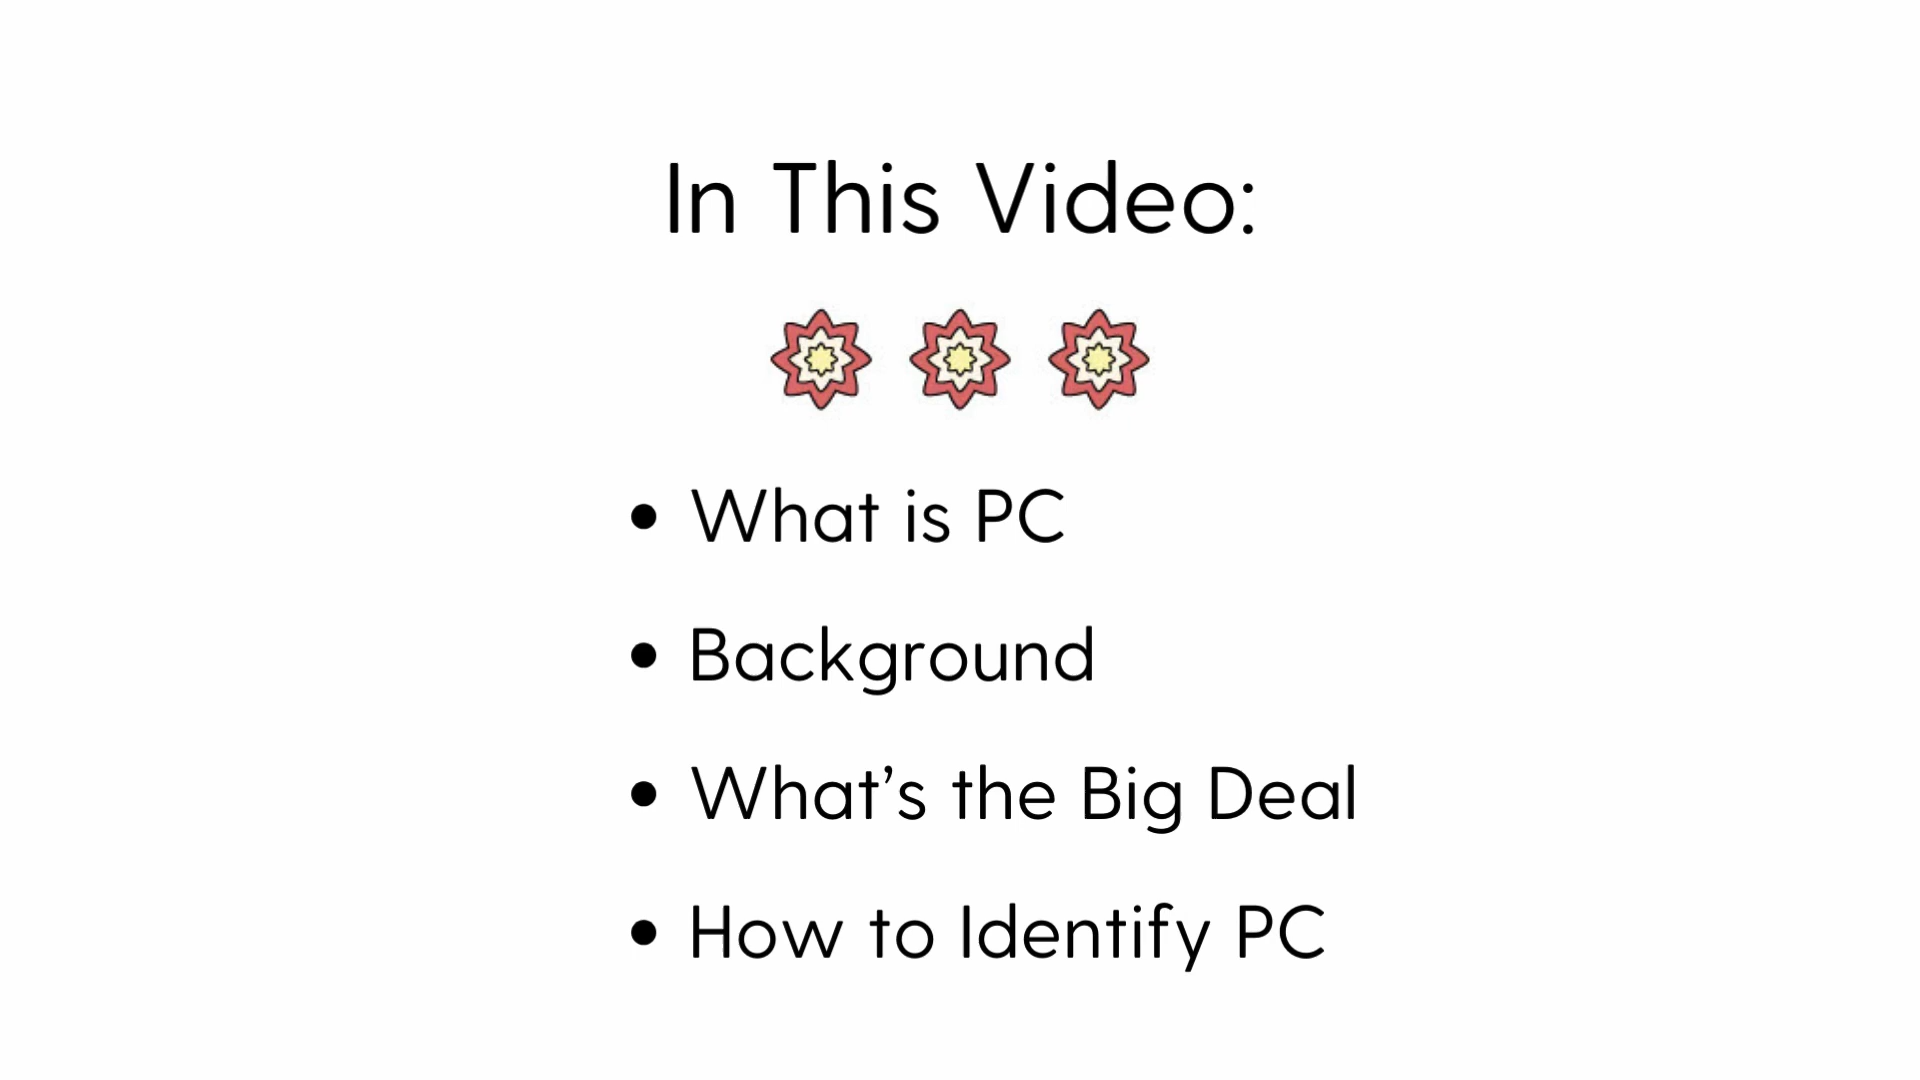 In This Video:
• What is PC
• Background
• What’s the Big Deal
• How to Identify PC